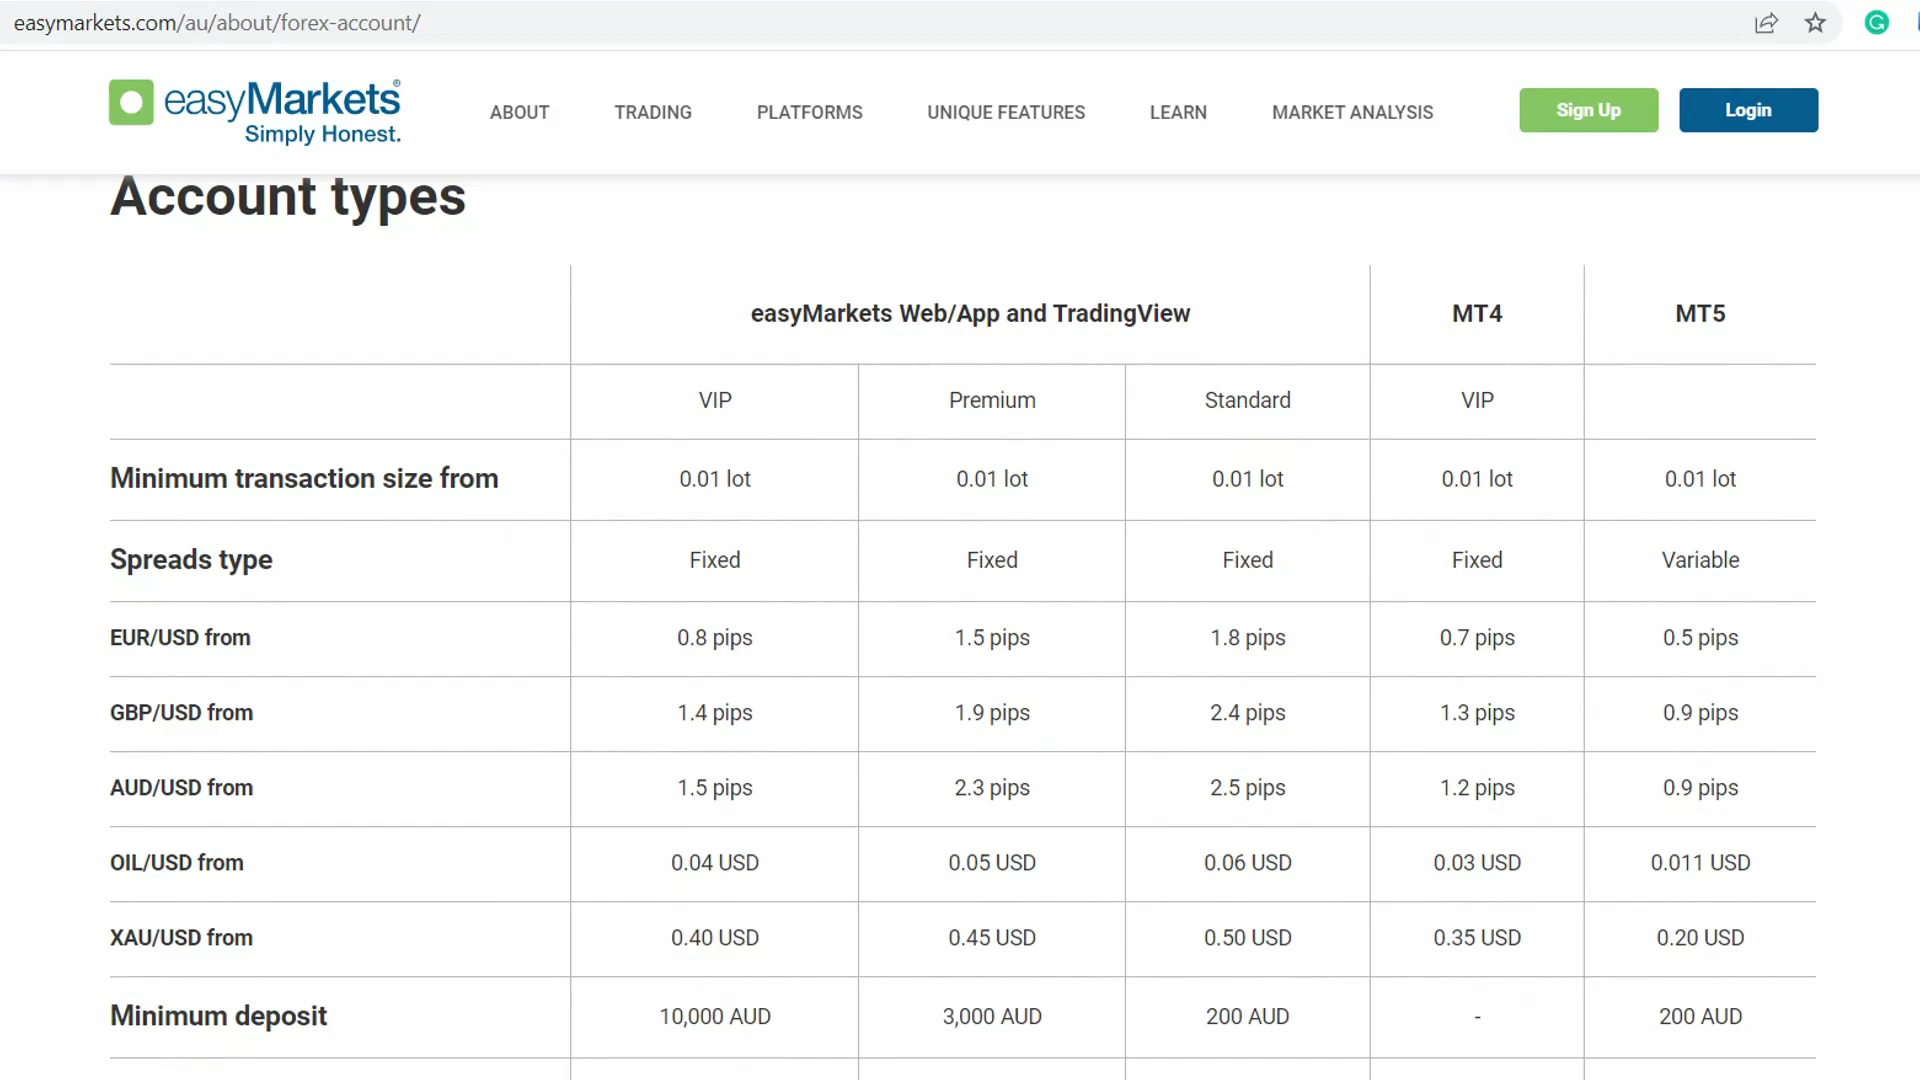 easymarkets.com/au/about/forex-account/
easyMarkets®
Simply Honest.
ABOUT TRADING PLATFORMS UNIQUE FEATURES LEARN MARKET ANALYSIS Sign Up Login
Account types
easyMarkets Web/App and TradingView MT4 MT5
VIP Premium Standard VIP
Minimum transaction size from 0.01 lot 0.01 lot 0.01 lot 0.01 lot 0.01 lot
Spreads type Fixed Fixed Fixed Fixed Variable
EUR/USD from 0.8 pips 1.5 pips 1.8 pips 0.7 pips 0.5 pips
GBP/USD from 1.4 pips 1.9 pips 2.4 pips 1.3 pips 0.9 pips
AUD/USD from 1.5 pips 2.3 pips 2.5 pips 1.2 pips 0.9 pips
OIL/USD from 0.04 USD 0.05 USD 0.06 USD 0.03 USD 0.011 USD
XAU/USD from 0.40 USD 0.45 USD 0.50 USD 0.35 USD 0.20 USD
Minimum deposit 10,000 AUD 3,000 AUD 200 AUD - 200 AUD